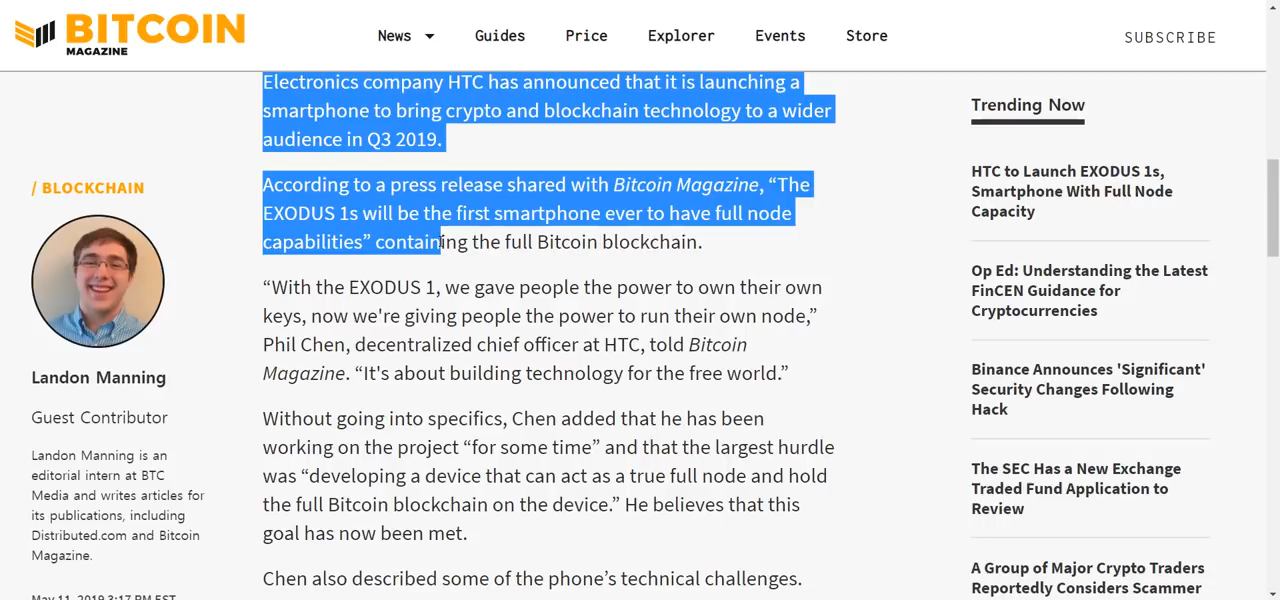 BITCOIN
MAGAZINE
News
Guides
Price
Explorer
Events
Store
SUBSCRIBE
/ BLOCKCHAIN
Landon Manning
Guest Contributor
Landon Manning is an
editorial intern at BTC
Media and writes articles for
its publications, including
Distributed.com and Bitcoin
Magazine.
May 11, 2019 3:17 PM EST
Electronics company HTC has announced that it is launching a
smartphone to bring crypto and blockchain technology to a wider
audience in Q3 2019.
According to a press release shared with Bitcoin Magazine, “The
EXODUS 1s will be the first smartphone ever to have full node
capabilities” containing the full Bitcoin blockchain.
“With the EXODUS 1, we gave people the power to own their own
keys, now we're giving people the power to run their own node,”
Phil Chen, decentralized chief officer at HTC, told Bitcoin
Magazine. “It's about building technology for the free world.”
Without going into specifics, Chen added that he has been
working on the project “for some time” and that the largest hurdle
was “developing a device that can act as a true full node and hold
the full Bitcoin blockchain on the device.” He believes that this
goal has now been met.
Chen also described some of the phone’s technical challenges.
Trending Now
HTC to Launch EXODUS 1s,
Smartphone With Full Node
Capacity
Op Ed: Understanding the Latest
FinCEN Guidance for
Cryptocurrencies
Binance Announces 'Significant'
Security Changes Following
Hack
The SEC Has a New Exchange
Traded Fund Application to
Review
A Group of Major Crypto Traders
Reportedly Considers Scammer